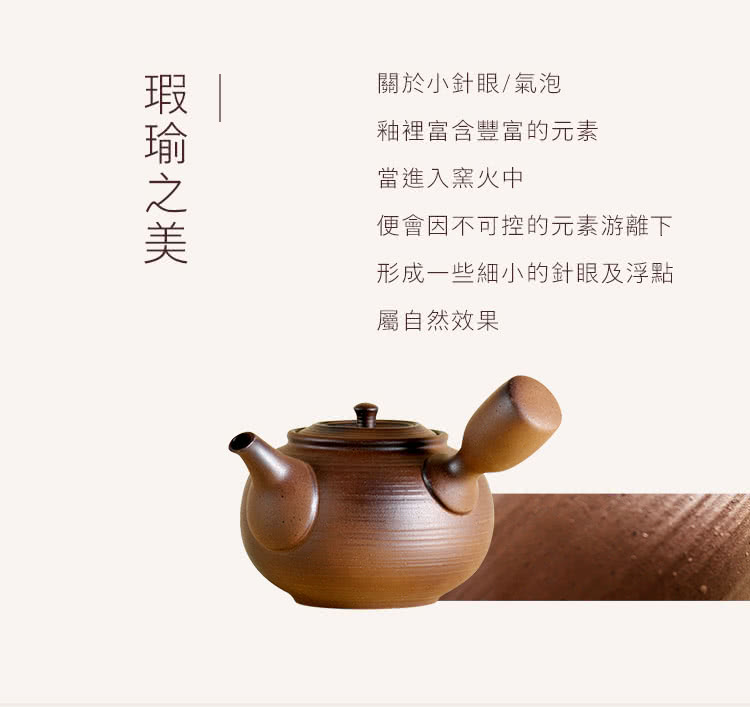 瑕瑜之美
關於小針眼/氣泡
釉裡富含豐富的元素
當進入窯火中
便會因不可控的元素游離下
形成一些細小的針眼及浮點
屬自然效果